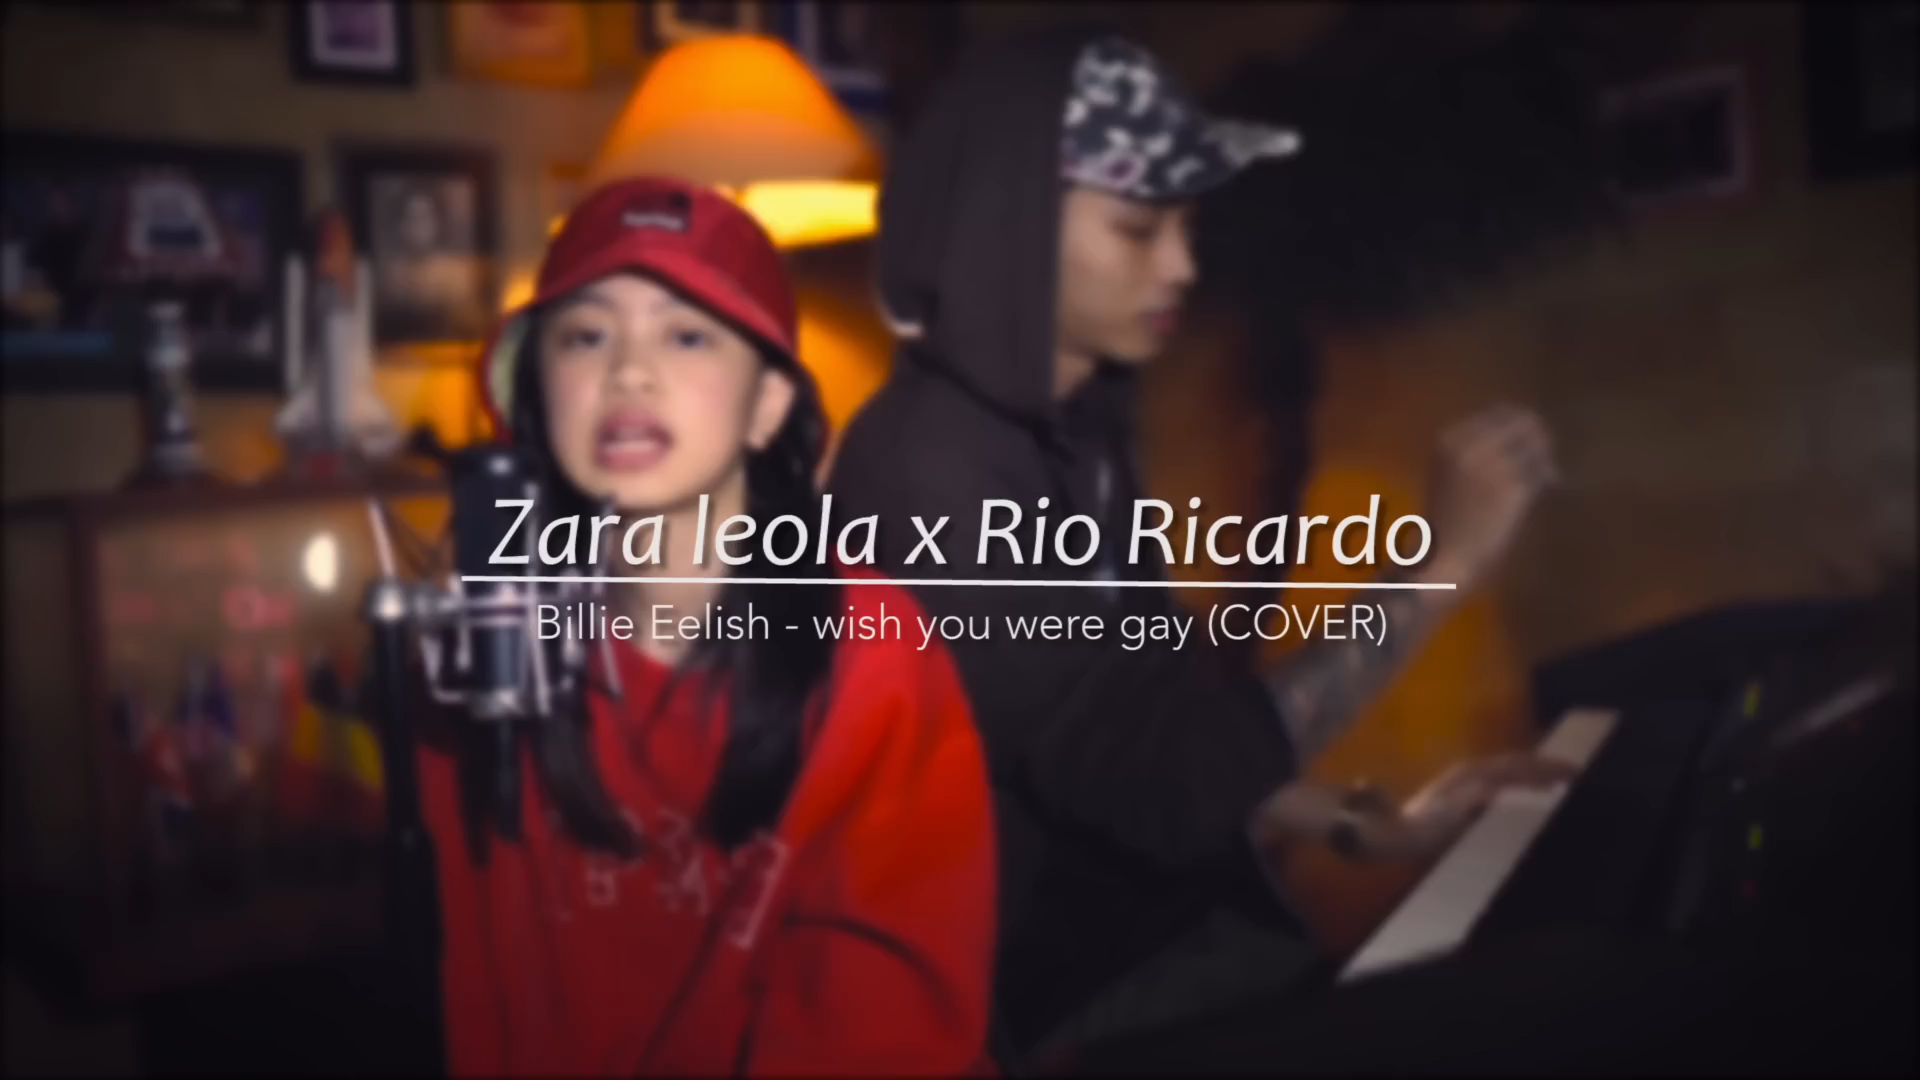 Zara leola x Rio Ricardo
Billie Eelish - wish you were gay (COVER)